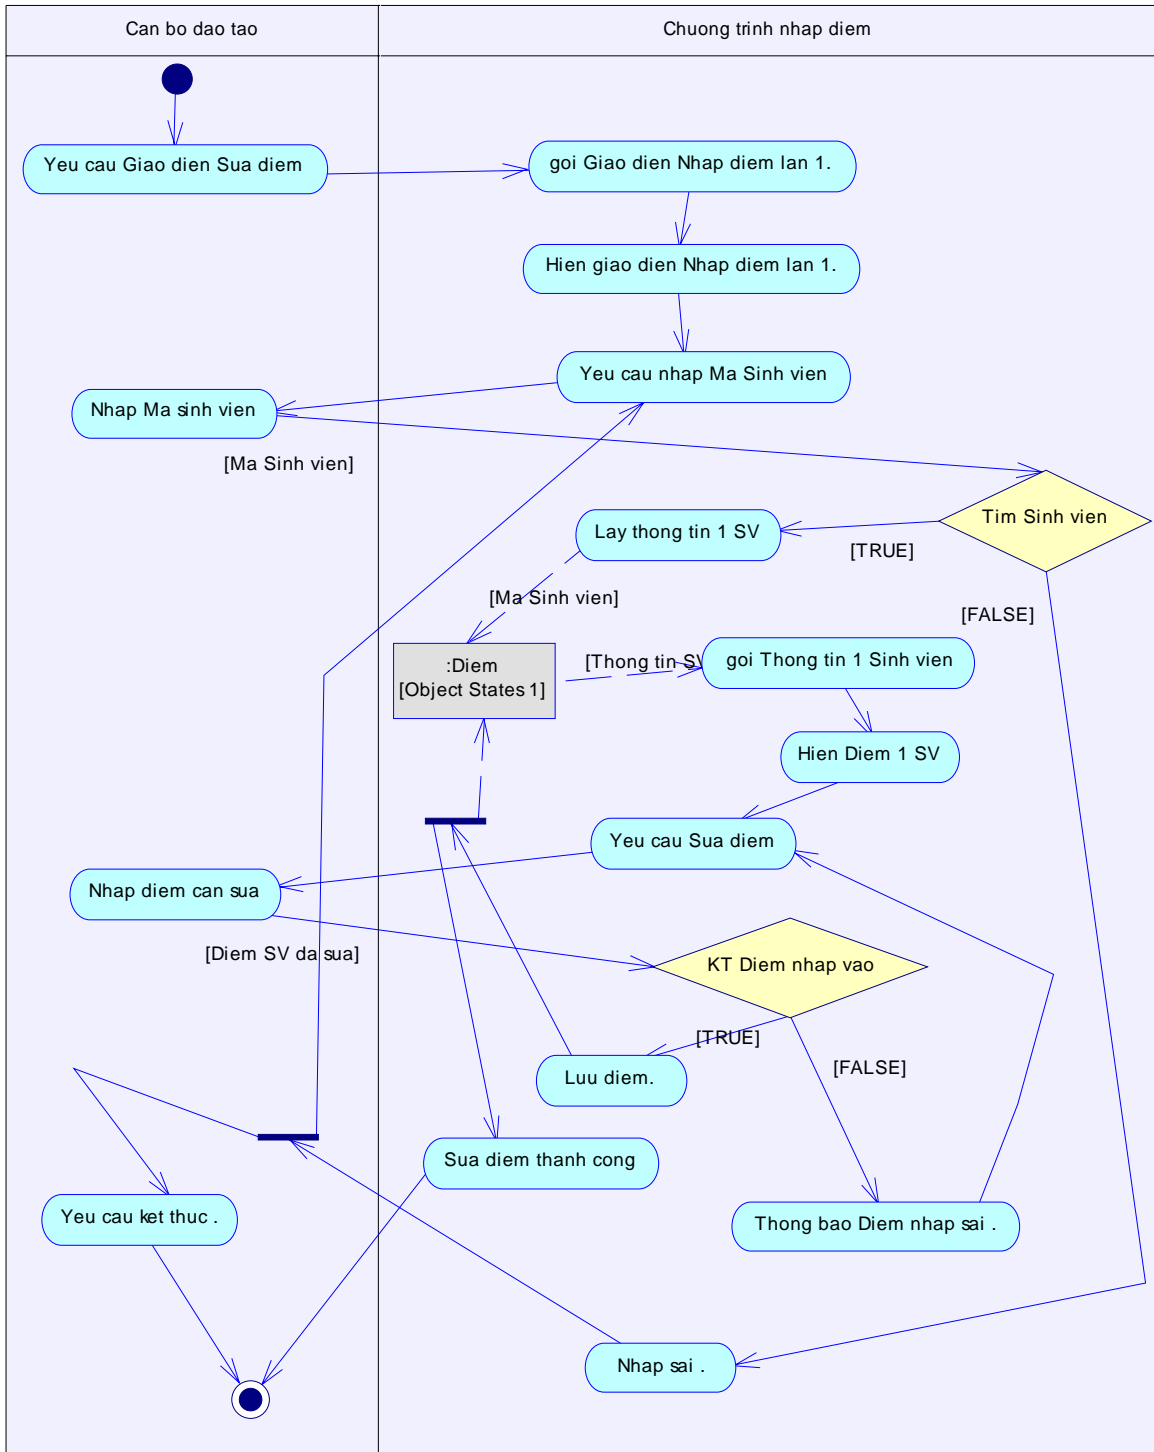 Can bo dao tao
Chuong trinh nhap diem
Yeu cau Giao dien Sua diem
goi Giao dien Nhap diem lan 1.
Hien giao dien Nhap diem lan 1.
Yeu cau nhap Ma Sinh vien
Nhap Ma sinh vien
[Ma Sinh vien]
Tim Sinh vien
Lay thong tin 1 SV
[TRUE]
[Ma Sinh vien]
[FALSE]
:Diem
[Object States 1]
[Thong tin SV
goi Thong tin 1 Sinh vien
Hien Diem 1 SV
Yeu cau Sua diem
Nhap diem can sua
[Diem SV da sua]
KT Diem nhap vao
[TRUE]
[FALSE]
Luu diem.
Sua diem thanh cong
Yeu cau ket thuc .
Thong bao Diem nhap sai .
Nhap sai .